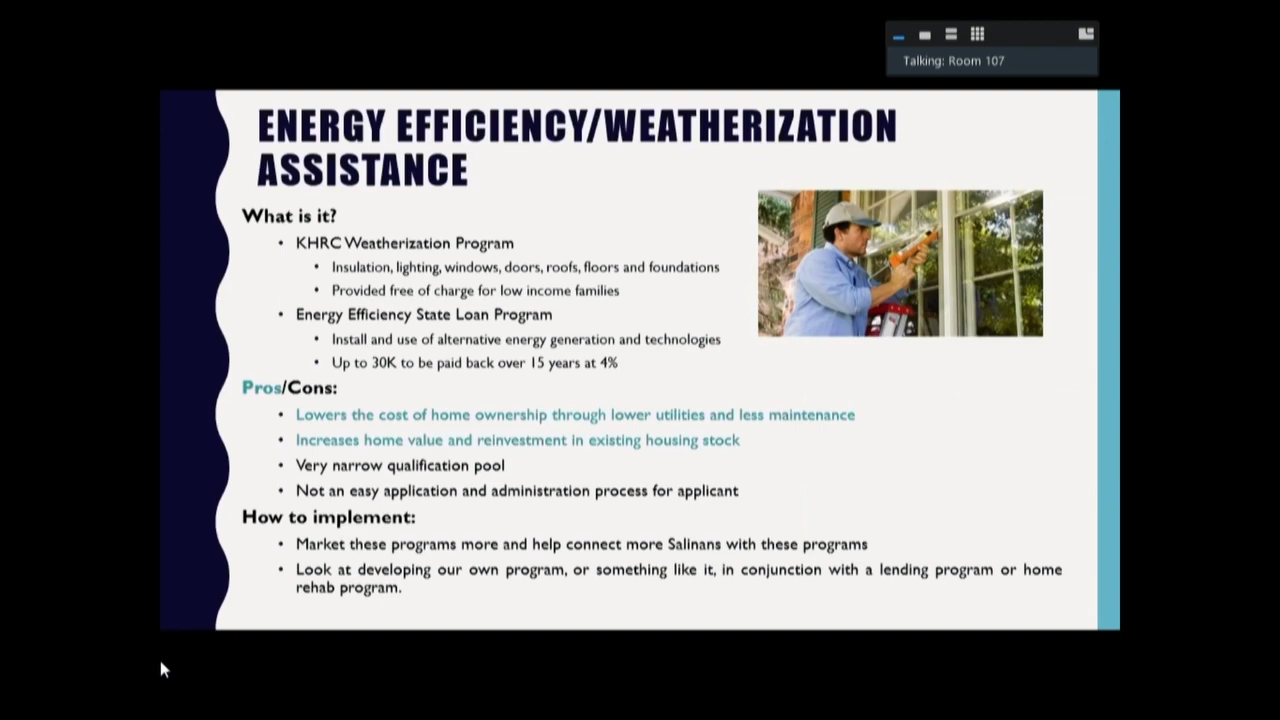 Talking: Room 107
ENERGY EFFICIENCY/WEATHERIZATION
ASSISTANCE
What is it?
• KHRC Weatherization Program
• Insulation, lighting, windows, doors, roofs, floors and foundations
• Provided free of charge for low income families
• Energy Efficiency State Loan Program
• Install and use of alternative energy generation and technologies
• Up to 30K to be paid back over 15 years at 4%
Pros/Cons:
• Lowers the cost of home ownership through lower utilities and less maintenance
• Increases home value and reinvestment in existing housing stock
• Very narrow qualification pool
• Not an easy application and administration process for applicant
How to implement:
• Market these programs more and help connect more Salinans with these programs
• Look at developing our own program, or something like it, in conjunction with a lending program or home
rehab program.